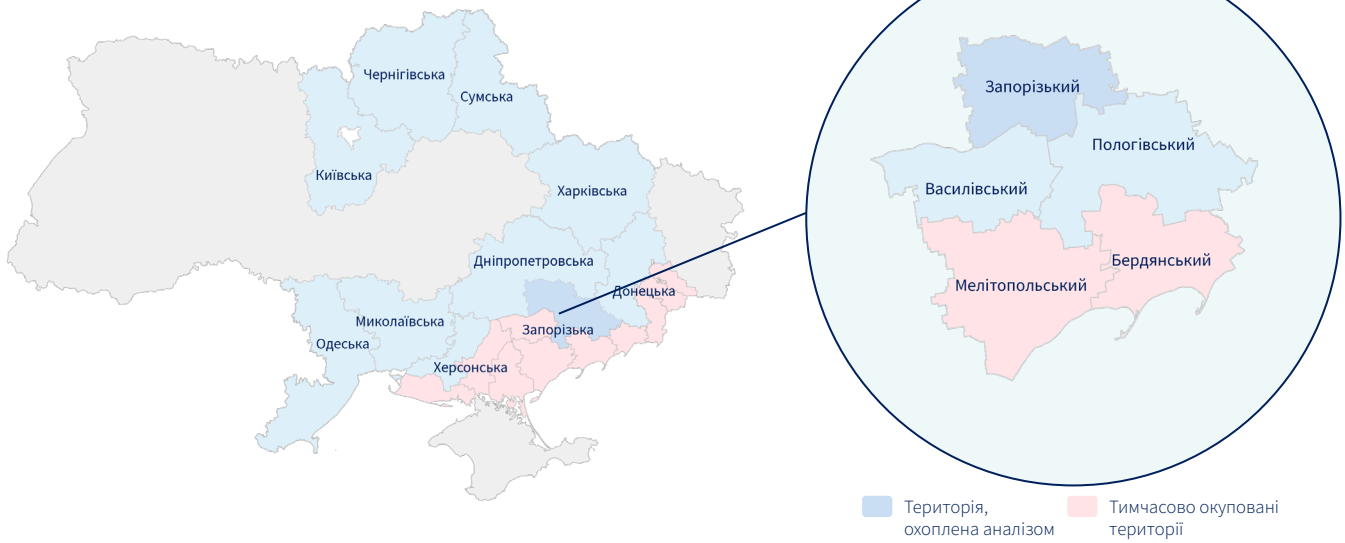 Чернігівська
Сумська
Київська
Харківська
Дніпропетровська
Донецька
Миколаївська
Запорізька
Одеська
Херсонська
Запорізький
Пологівський
Василівський
Бердянський
Мелітопольський
Територія,
охоплена аналізом
Тимчасово окуповані
території